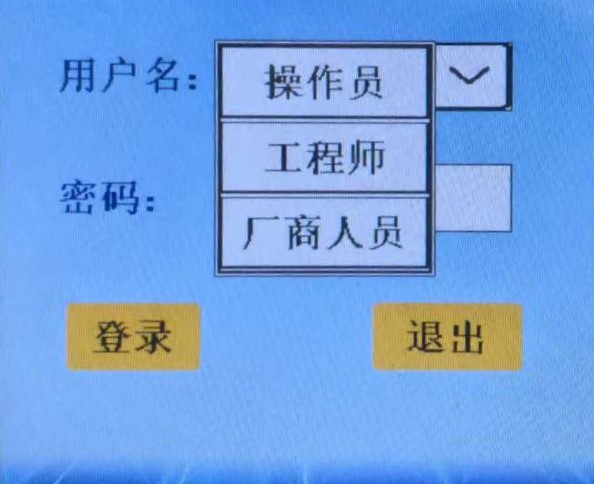 用户名: 操作员
工程师
密码:
厂商人员
登录 退出